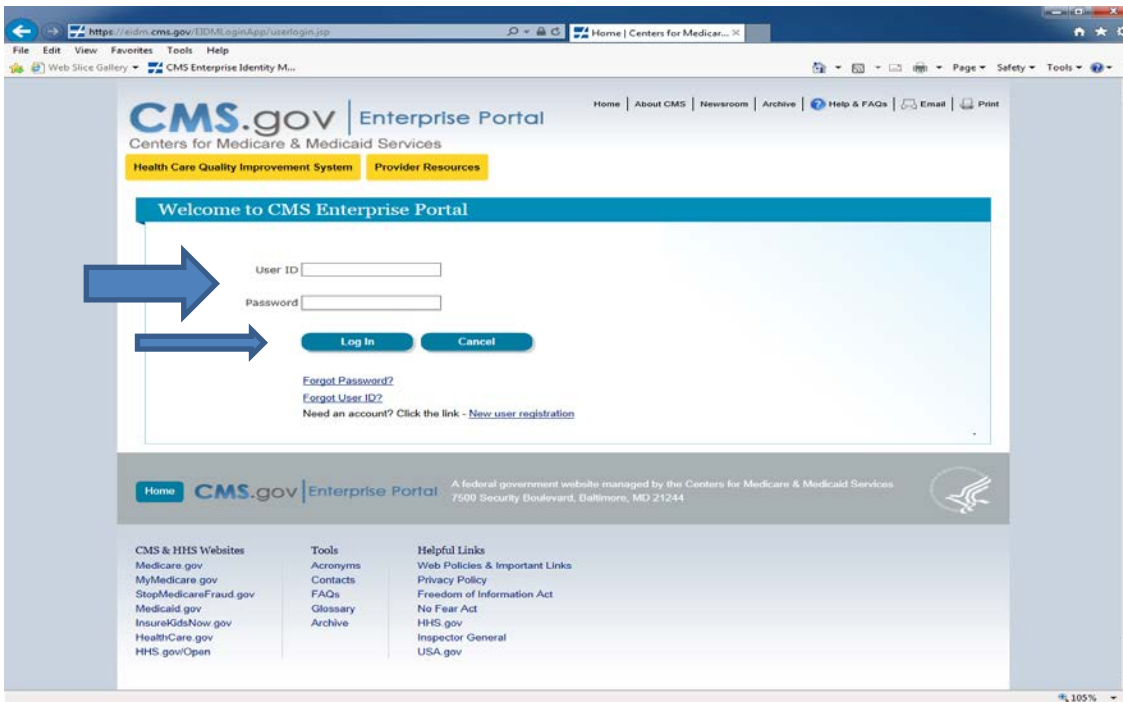 https://eidm.cms.gov/EIDMLoginApp/userlogin.jsp
Home | Centers for Medicar...
File Edit View Favorites Tools Help
Web Slice Gallery CMS Enterprise Identity M... Page Safety Tools
Home | About CMS | Newsroom | Archive | Help & FAQs | Email | Print
CMS.gov | Enterprise Portal
Centers for Medicare & Medicaid Services
Health Care Quality Improvement System Provider Resources
Welcome to CMS Enterprise Portal
User ID
Password
Log In Cancel
Forgot Password?
Forgot User ID?
Need an account? Click the link - New user registration
Home CMS.gov | Enterprise Portal
A federal government website managed by the Centers for Medicare & Medicaid Services
7500 Security Boulevard, Baltimore, MD 21244
CMS & HHS Websites
Medicare.gov
MyMedicare.gov
StopMedicareFraud.gov
Medicaid.gov
InsureKidsNow.gov
HealthCare.gov
HHS.gov/Open
Tools
Acronyms
Contacts
FAQs
Glossary
Archive
Helpful Links
Web Policies & Important Links
Privacy Policy
Freedom of Information Act
No Fear Act
HHS.gov
Inspector General
USA.gov
105%